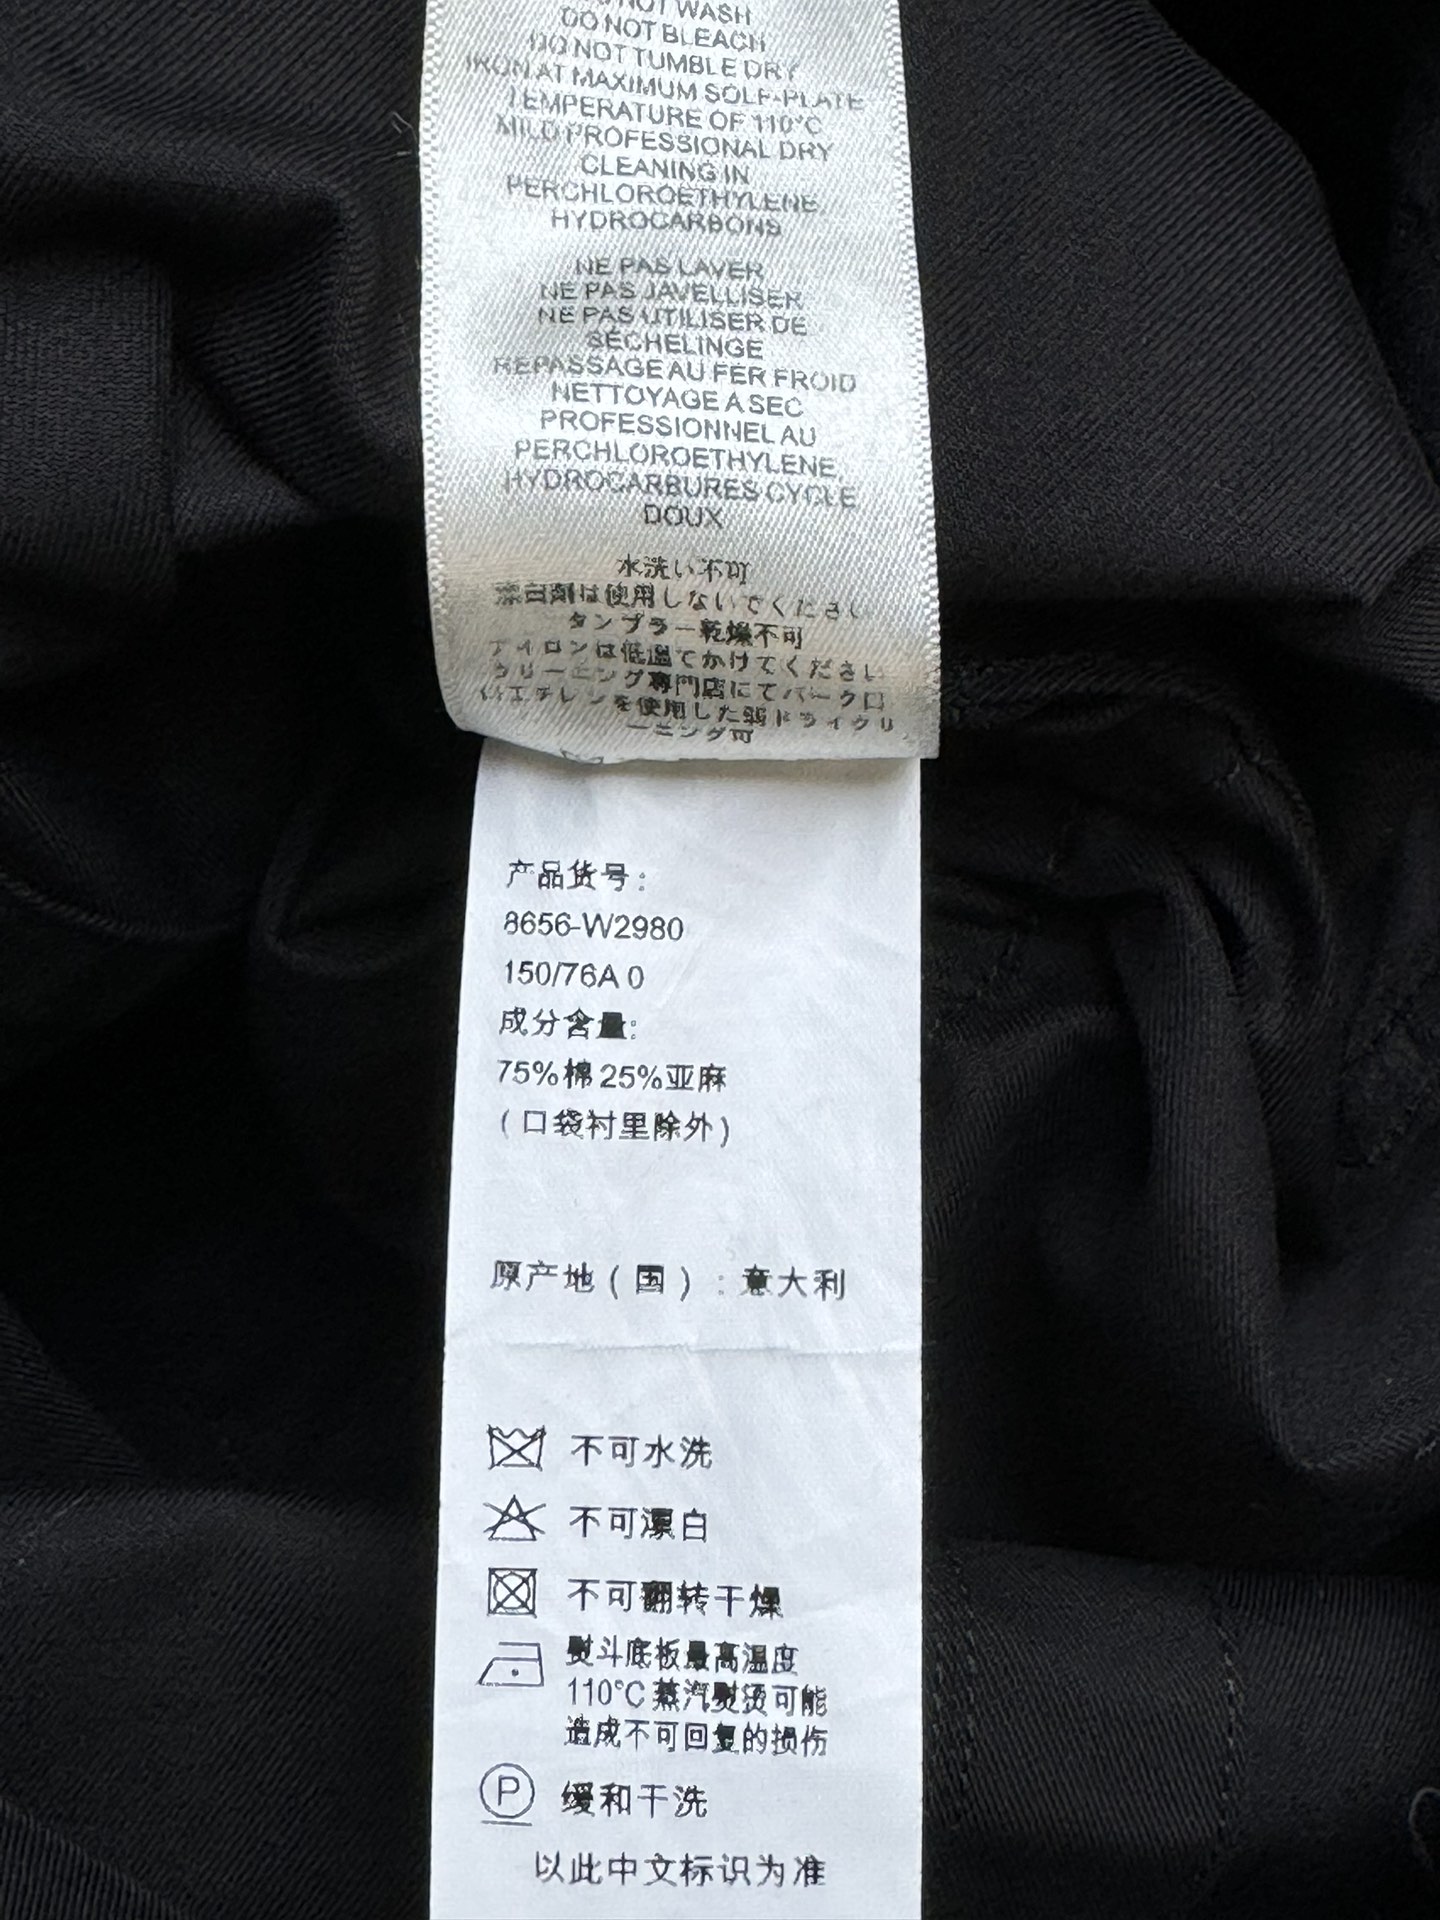 DO NOT WASH
DO NOT BLEACH
DO NOT TUMBLE DRY
IRON AT MAXIMUM SOLE-PLATE
TEMPERATURE OF 110°C
MILD PROFESSIONAL DRY
CLEANING IN
PERCHLOROETHYLENE,
HYDROCARBONS
NE PAS LAVER
NE PAS JAVELLISER
NE PAS UTILISER DE
SÈCHELINGE
REPASSAGE AU FER FROID
NETTOYAGE A SEC
PROFESSIONNEL AU
PERCHLOROETHYLENE,
HYDROCARBURES CYCLE
DOUX
水洗い不可
漂白剤は使用しないでください
タンブラー乾燥不可
アイロンは低温でかけてください
クリーニング専門店にてパークロ
ロエチレンを使用した弱ドライクリ
ーニング可
产品货号:
8656-W2980
150/76A 0
成分含量:
75%棉 25%亚麻
(口袋衬里除外)
原产地(国):意大利
不可水洗
不可漂白
不可翻转干燥
熨斗底板最高温度
110°C 蒸汽熨烫可能
造成不可回复的损伤
P 缓和干洗
以此中文标识为准